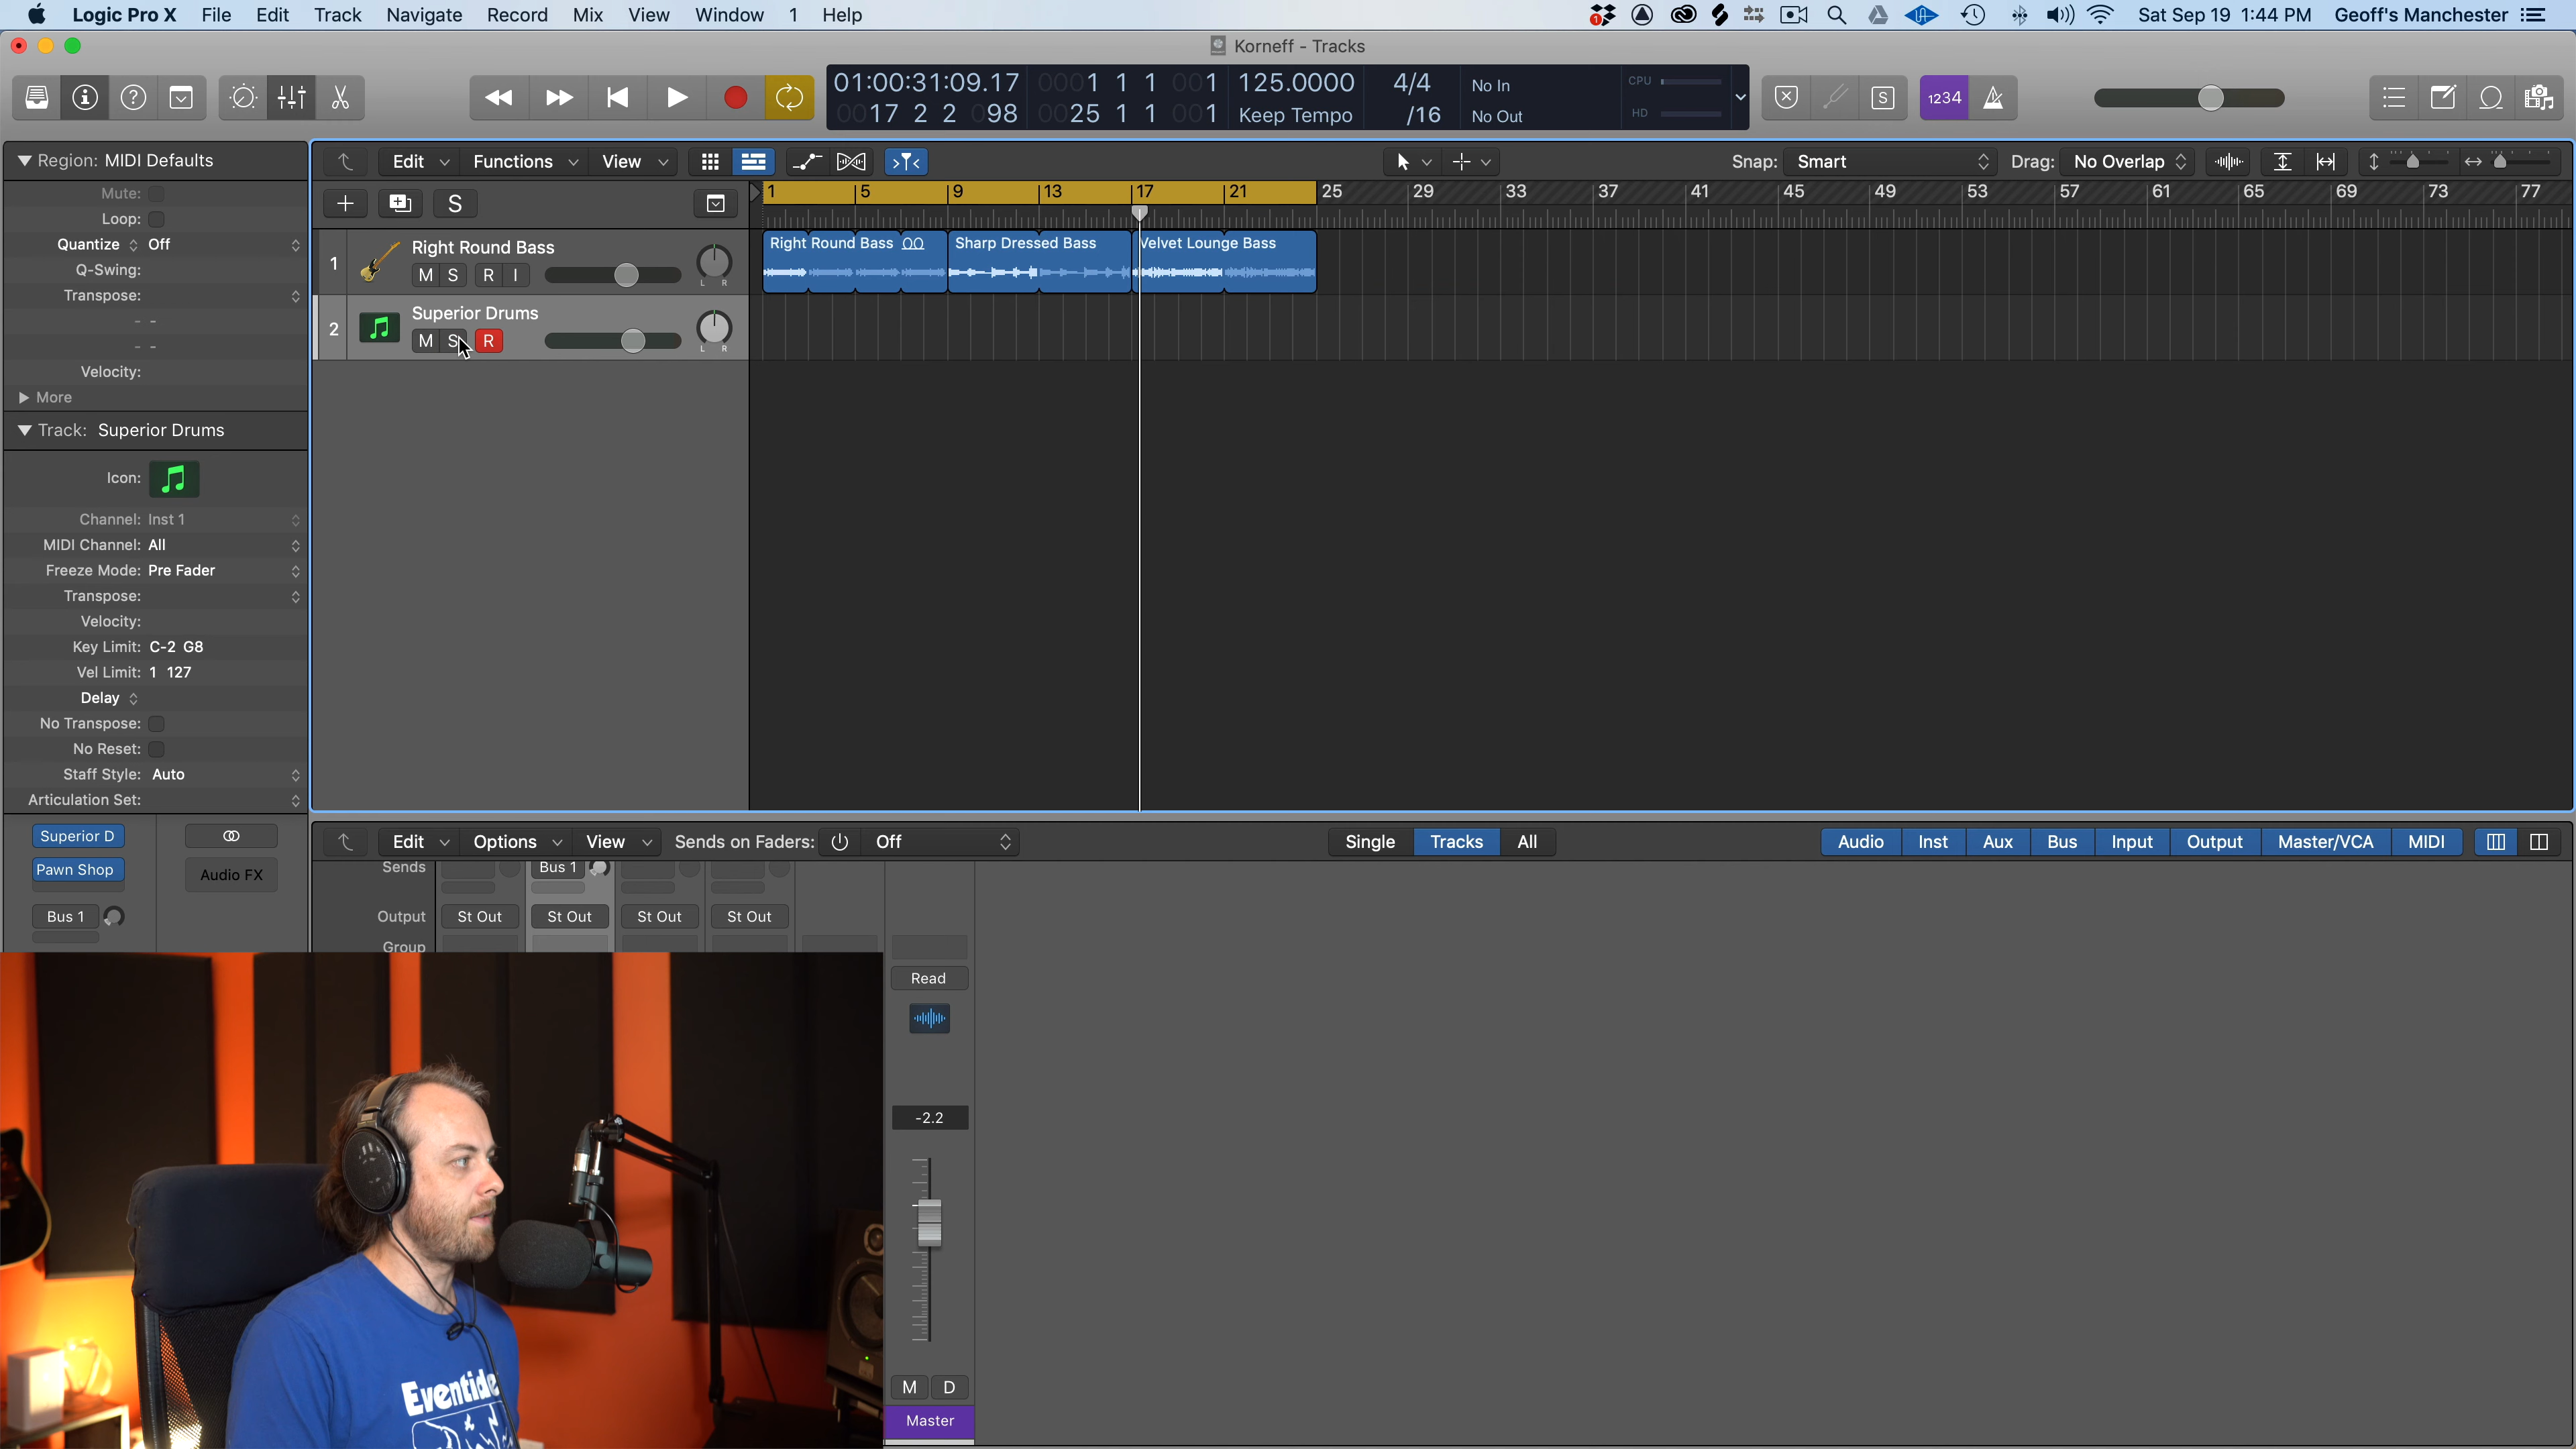 Logic Pro X File Edit Track Navigate Record Mix View Window 1 Help
1 Sat Sep 19 1:44 PM Geoff's Manchester
Korneff - Tracks
01:00:31:09.17 0001 1 1 001 125.0000 4/4 No In CPU
0017 2 2 098 0025 1 1 001 Keep Tempo /16 No Out HD
S 1234
Region: MIDI Defaults
Mute:
Loop:
Quantize Off
Q-Swing:
Transpose:
- -
- -
Velocity:
More
Track: Superior Drums
Icon:
Channel: Inst 1
MIDI Channel: All
Freeze Mode: Pre Fader
Transpose:
Velocity:
Key Limit: C-2 G8
Vel Limit: 1 127
Delay
No Transpose:
No Reset:
Staff Style: Auto
Articulation Set:
Superior D
Pawn Shop Audio FX
Bus 1
Edit Functions View Snap: Smart Drag: No Overlap
S
1 5 9 13 17 21 25 29 33 37 41 45 49 53 57 61 65 69 73 77
1 Right Round Bass
M S R I L R
Right Round Bass Sharp Dressed Bass Velvet Lounge Bass
2 Superior Drums
M S R L R
Edit Options View Sends on Faders: Off Single Tracks All Audio Inst Aux Bus Input Output Master/VCA MIDI
Sends Bus 1
Output St Out St Out St Out St Out
Group
Read
-2.2
M D
Master
Eventide